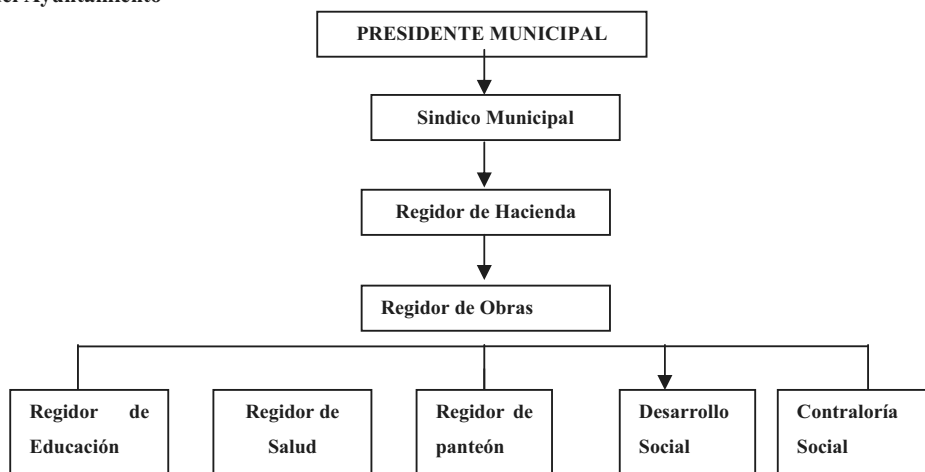 Ayuntamiento
PRESIDENTE MUNICIPAL
Sindico Municipal
Regidor de Hacienda
Regidor de Obras
Regidor de
Educación
Regidor de
Salud
Regidor de
panteón
Desarrollo
Social
Contraloría
Social